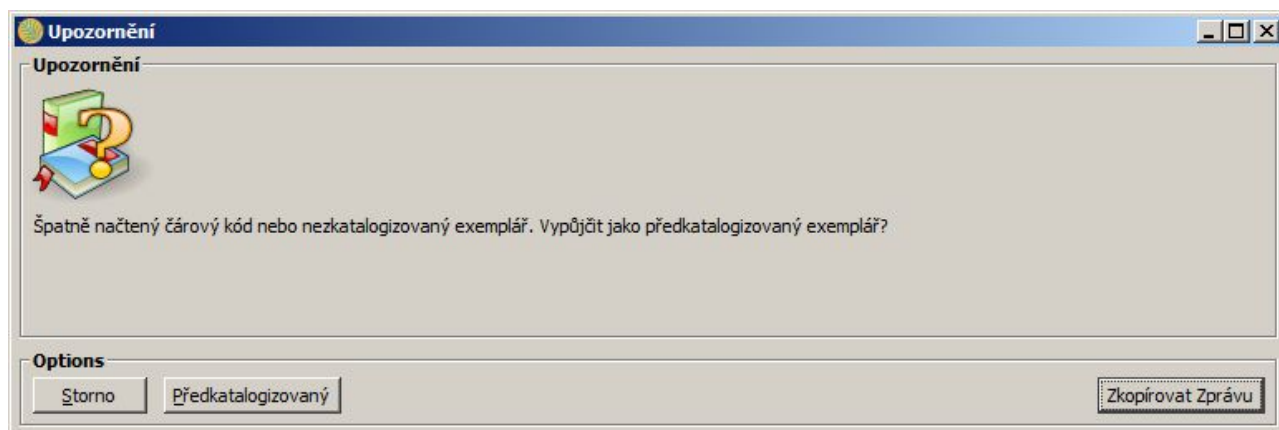 Upozornění
Upozornění
Špatně načtený čárový kód nebo nezkatalogizovaný exemplář. Vypůjčit jako předkatalogizovaný exemplář?
Options
Storno Předkatalogizovaný Zkopírovat Zprávu